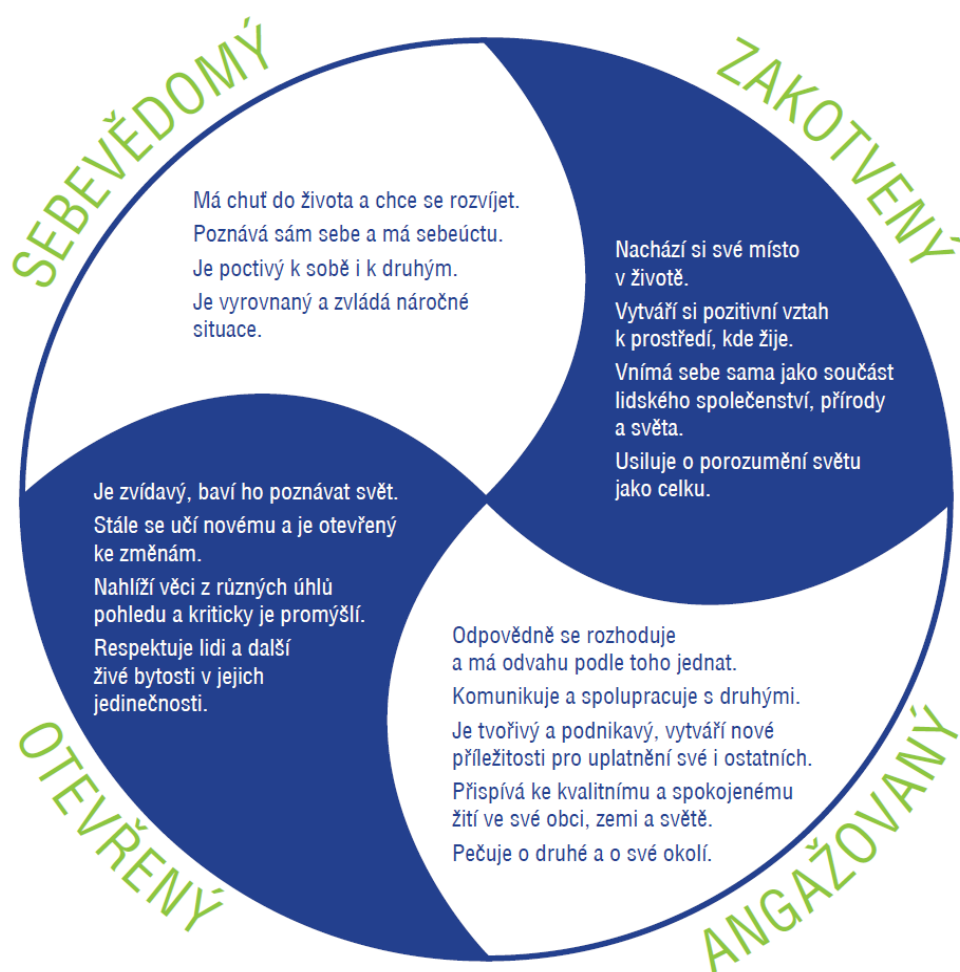 SEBEVĚDOMÝ
Má chuť do života a chce se rozvíjet.
Poznává sám sebe a má sebeúctu.
Je poctivý k sobě i k druhým.
Je vyrovnaný a zvládá náročné
situace.
ZAKOTVENÝ
Nachází si své místo
v životě.
Vytváří si pozitivní vztah
k prostředí, kde žije.
Vnímá sebe sama jako součást
lidského společenství, přírody
a světa.
Usiluje o porozumění světu
jako celku.
OTEVŘENÝ
Je zvídavý, baví ho poznávat svět.
Stále se učí novému a je otevřený
ke změnám.
Nahlíží věci z různých úhlů
pohledu a kriticky je promýšlí.
Respektuje lidi a další
živé bytosti v jejich
jedinečnosti.
ANGAŽOVANÝ
Odpovědně se rozhoduje
a má odvahu podle toho jednat.
Komunikuje a spolupracuje s druhými.
Je tvořivý a podnikavý, vytváří nové
příležitosti pro uplatnění své i ostatních.
Přispívá ke kvalitnímu a spokojenému
žití ve své obci, zemi a světě.
Pečuje o druhé a o své okolí.